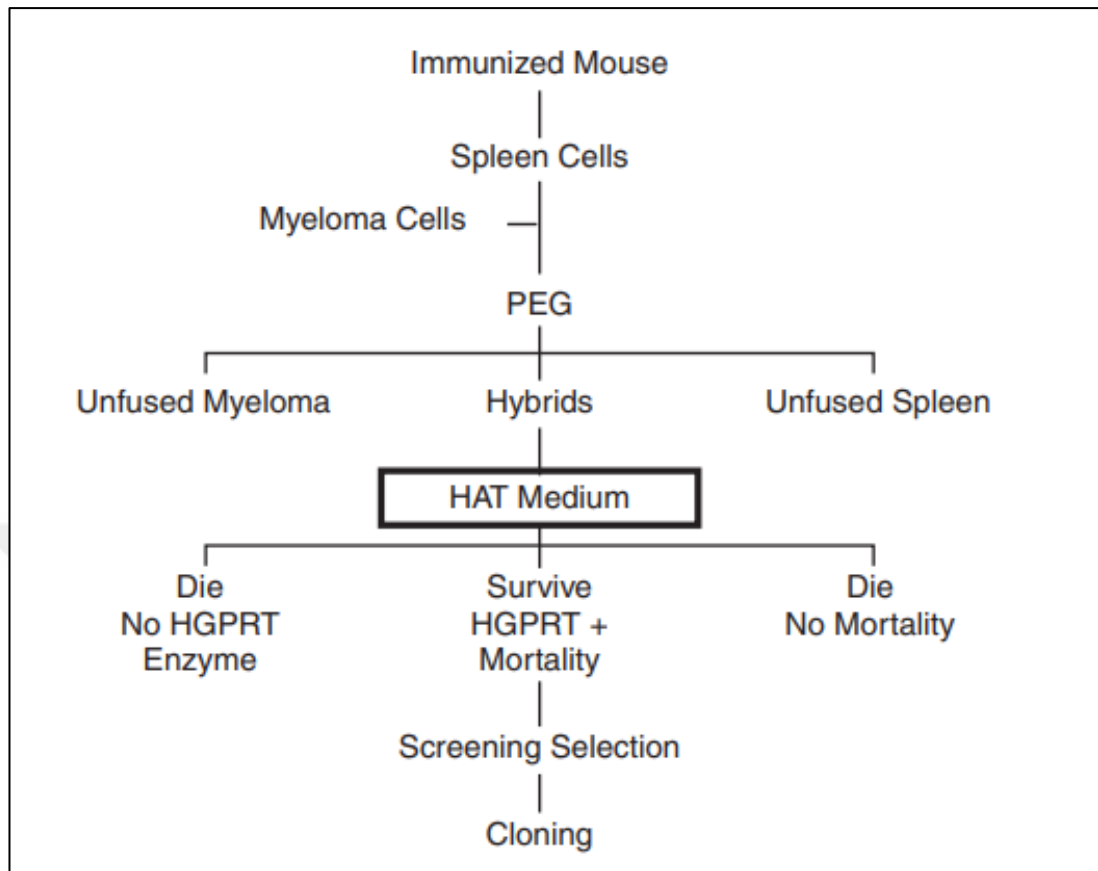 Immunized Mouse
Spleen Cells
Myeloma Cells
PEG
Unfused Myeloma
Hybrids
Unfused Spleen
HAT Medium
Die
No HGPRT
Enzyme
Survive
HGPRT +
Mortality
Die
No Mortality
Screening Selection
Cloning